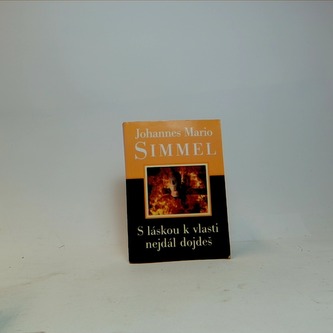 Johannes Mario
SIMMEL
S láskou k vlasti
nejdál dojdeš